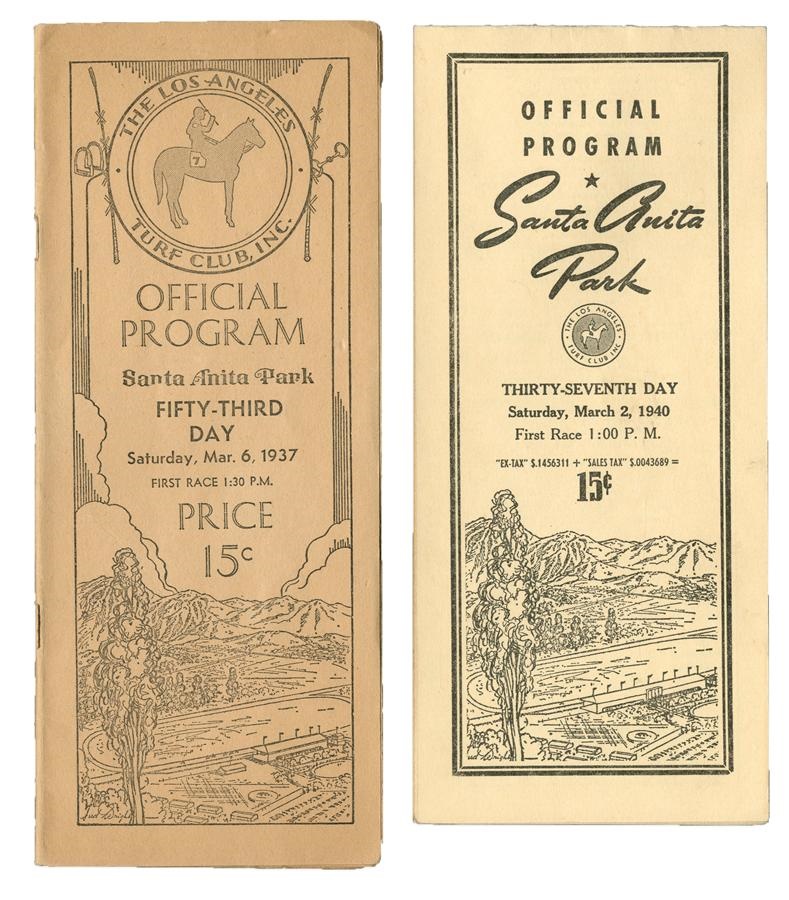 THE LOS ANGELES
TURF CLUB, INC.
7
OFFICIAL
PROGRAM
Santa Anita Park
FIFTY-THIRD
DAY
Saturday, Mar. 6, 1937
FIRST RACE 1:30 P.M.
PRICE
15c
OFFICIAL
PROGRAM
Santa Anita
Park
THE LOS ANGELES
TURF CLUB INC
THIRTY-SEVENTH DAY
Saturday, March 2, 1940
First Race 1:00 P. M.
"EX-TAX" $.1456311 + "SALES TAX" $.0043689 =
15¢